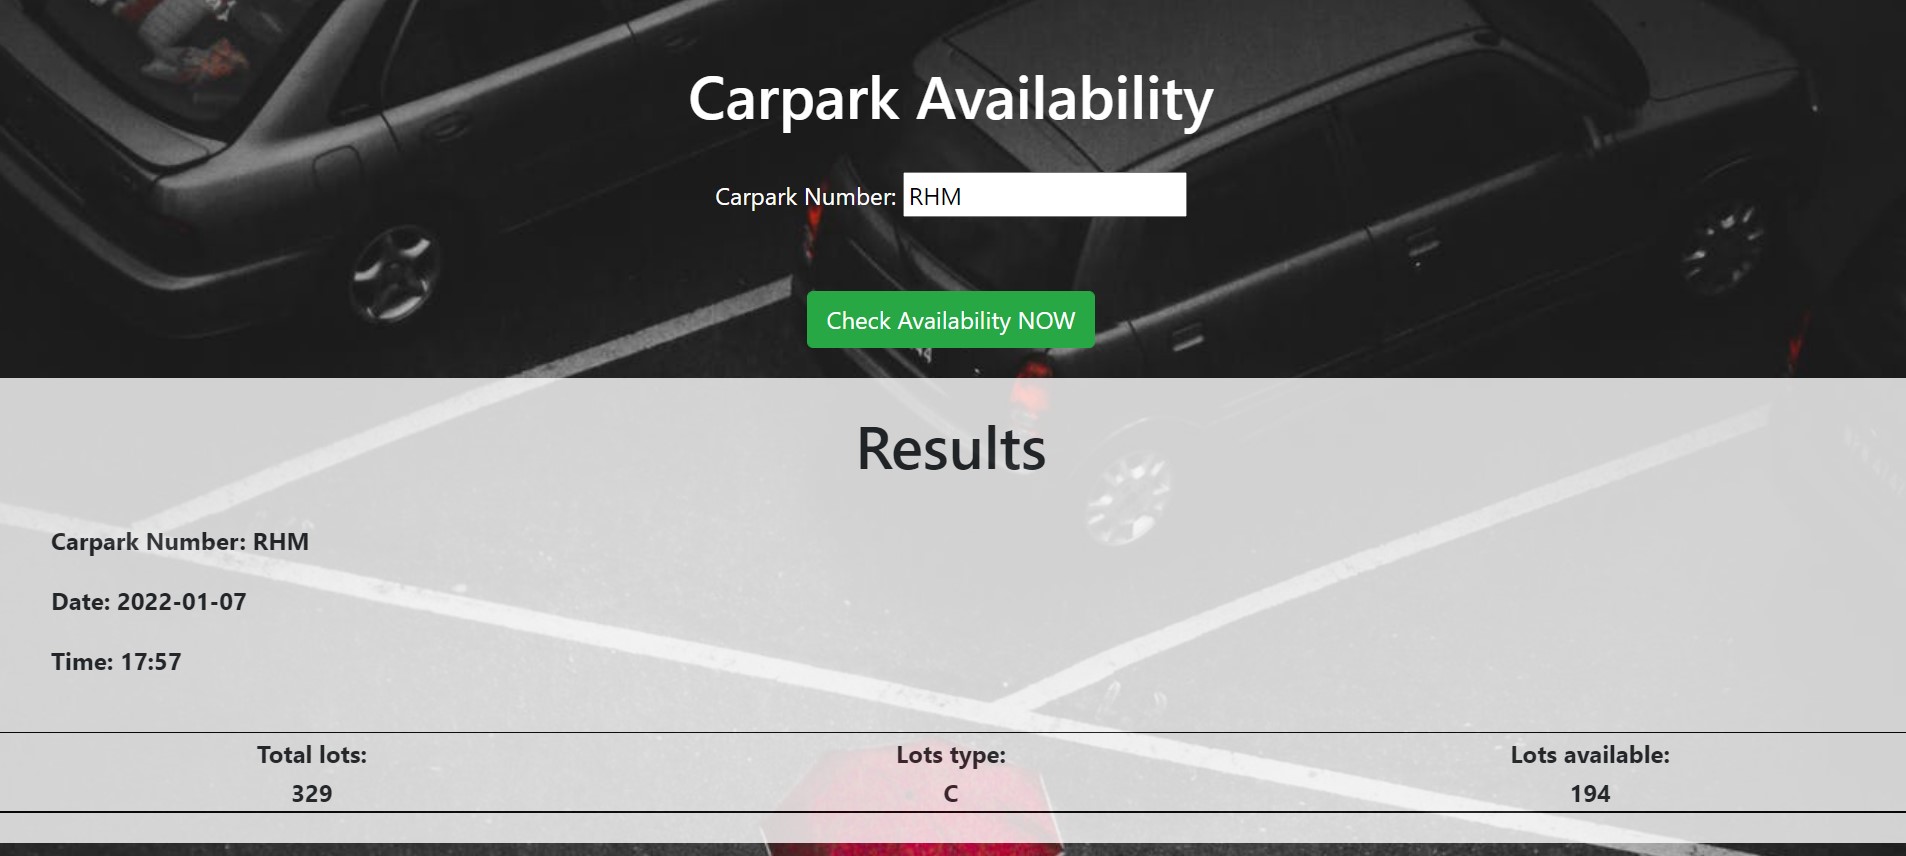 Carpark Availability
Carpark Number: RHM
Check Availability NOW
Results
Carpark Number: RHM
Date: 2022-01-07
Time: 17:57
Total lots: Lots type: Lots available:
329 C 194